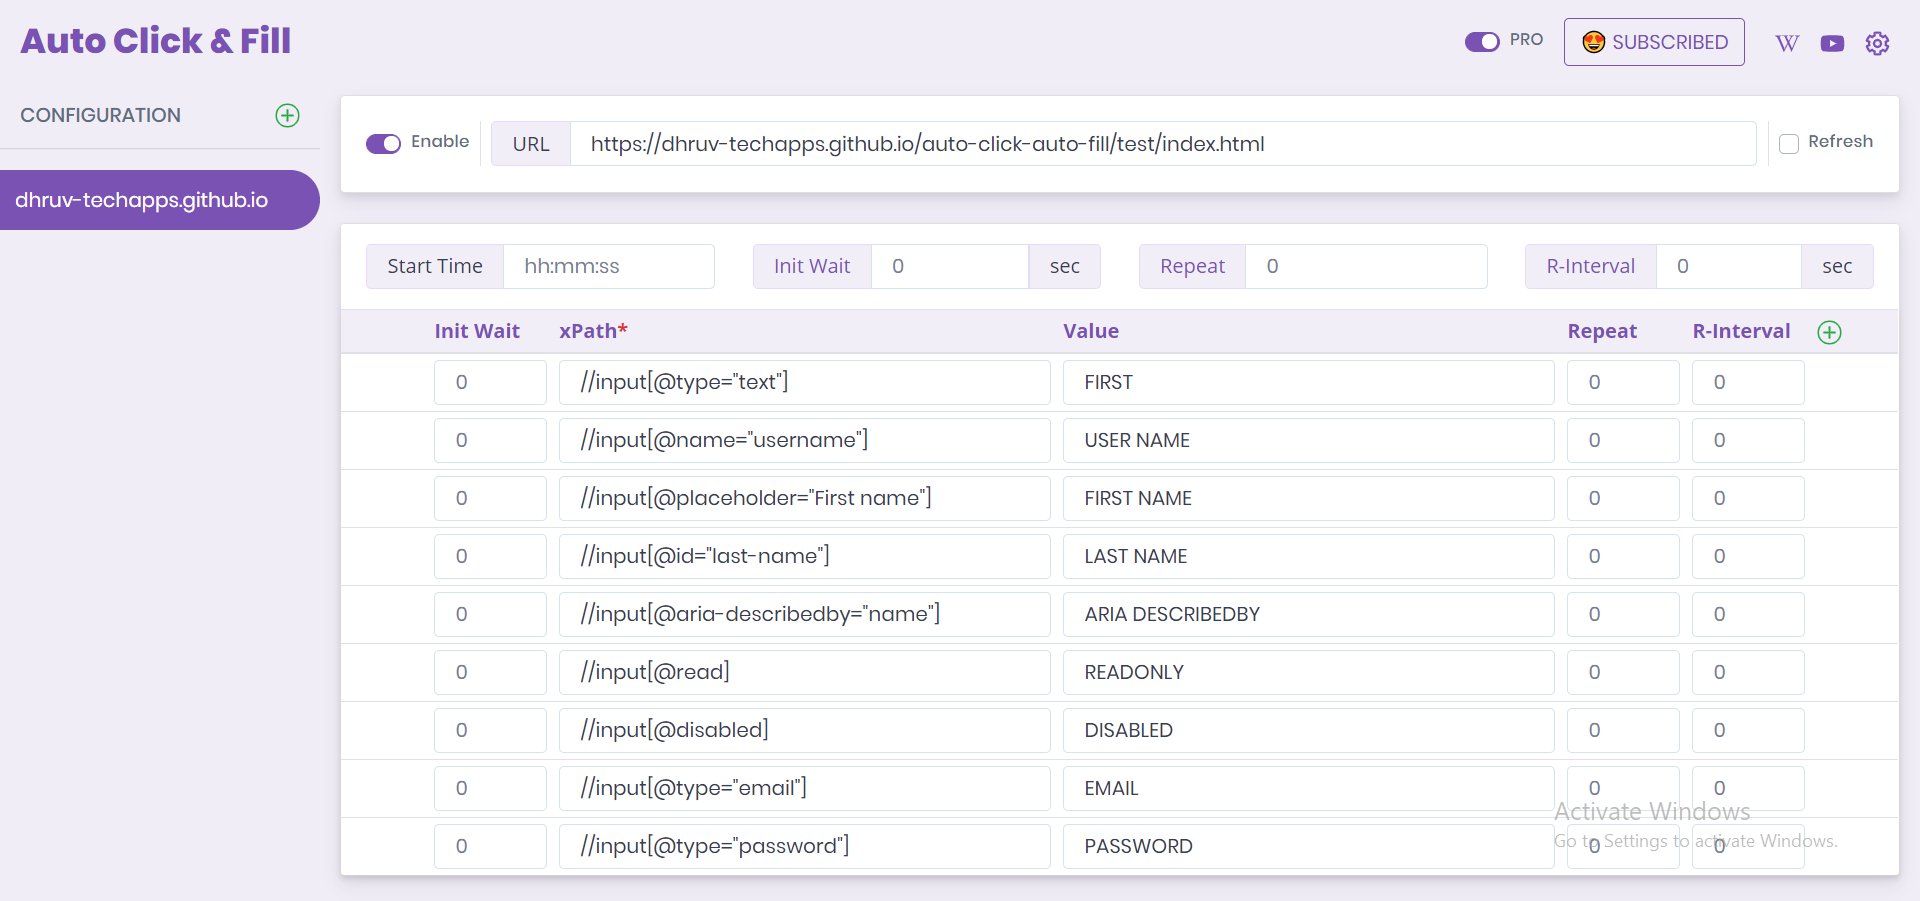 Auto Click & Fill
PRO
SUBSCRIBED
CONFIGURATION
dhruv-techapps.github.io
Enable URL https://dhruv-techapps.github.io/auto-click-auto-fill/test/index.html Refresh
Start Time hh:mm:ss Init Wait 0 sec Repeat 0 R-Interval 0 sec
Init Wait xPath* Value Repeat R-Interval
0 //input[@type="text"] FIRST 0 0
0 //input[@name="username"] USER NAME 0 0
0 //input[@placeholder="First name"] FIRST NAME 0 0
0 //input[@id="last-name"] LAST NAME 0 0
0 //input[@aria-describedby="name"] ARIA DESCRIBEDBY 0 0
0 //input[@read] READONLY 0 0
0 //input[@disabled] DISABLED 0 0
0 //input[@type="email"] EMAIL 0 0
0 //input[@type="password"] PASSWORD 0 0
Activate Windows
Go to Settings to activate Windows.